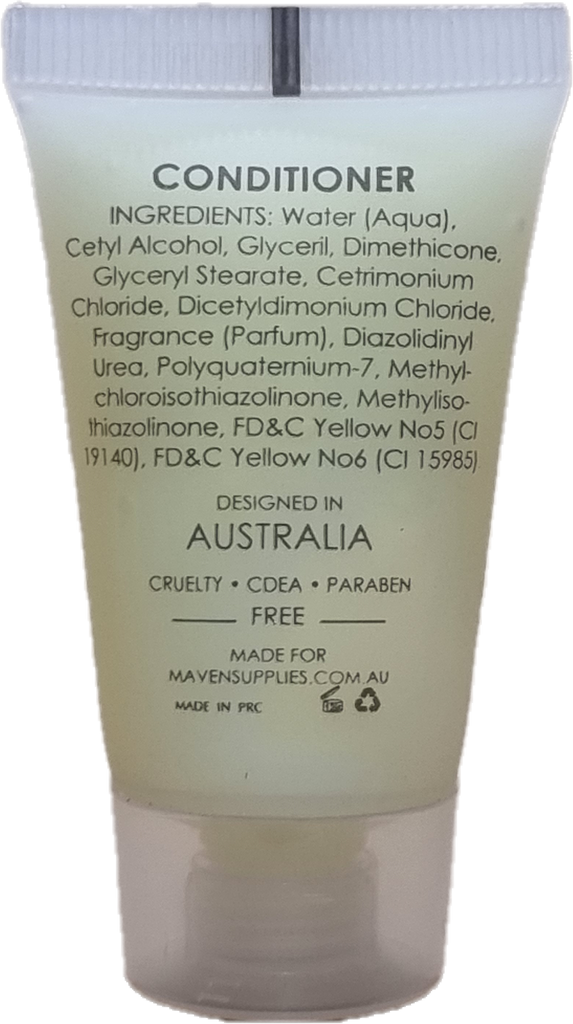 CONDITIONER
INGREDIENTS: Water (Aqua),
Cetyl Alcohol, Glyceril, Dimethicone,
Glyceryl Stearate, Cetrimonium
Chloride, Dicetyldimonium Chloride,
Fragrance (Parfum), Diazolidinyl
Urea, Polyquaternium-7, Methyl-
chloroisothiazolinone, Methyliso-
thiazolinone, FD&C Yellow No5 (CI
19140), FD&C Yellow No6 (CI 15985)
DESIGNED IN
AUSTRALIA
CRUELTY • CDEA • PARABEN
FREE
MADE FOR
MAVENSUPPLIES.COM.AU
MADE IN PRC